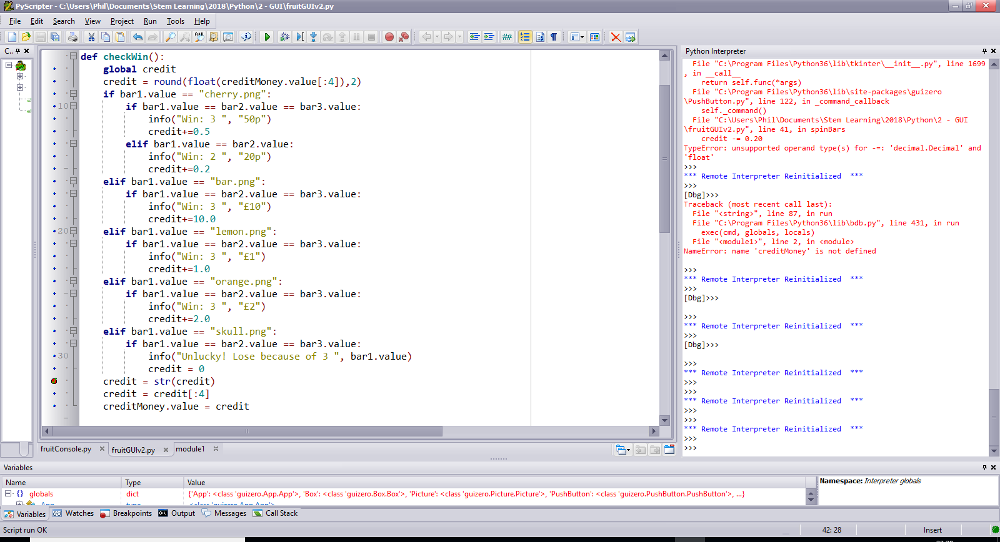 PyScripter - C:\Users\Phil\Documents\Stem Learning\2018\Python\2 - GUI\fruitGUIv2.py
File Edit Search View Project Run Tools Help
C..
def checkWin():
global credit
credit = round(float(creditMoney.value[:4]),2)
if bar1.value == "cherry.png":
10 if bar1.value == bar2.value == bar3.value:
info("Win: 3 ", "50p")
credit+=0.5
elif bar1.value == bar2.value:
info("Win: 2 ", "20p")
credit+=0.2
elif bar1.value == "bar.png":
if bar1.value == bar2.value == bar3.value:
info("Win: 3 ", "£10")
credit+=10.0
20 elif bar1.value == "lemon.png":
if bar1.value == bar2.value == bar3.value:
info("Win: 3 ", "£1")
credit+=1.0
elif bar1.value == "orange.png":
if bar1.value == bar2.value == bar3.value:
info("Win: 3 ", "£2")
credit+=2.0
elif bar1.value == "skull.png":
if bar1.value == bar2.value == bar3.value:
30 info("Unlucky! Lose because of 3 ", bar1.value)
credit = 0
credit = str(credit)
credit = credit[:4]
creditMoney.value = credit
fruitConsole.py fruitGUIv2.py module1
Python Interpreter
File "C:\Program Files\Python36\lib\tkinter\__init__.py", line 1699
, in __call__
return self.func(*args)
File "C:\Program Files\Python36\lib\site-packages\guizero
\PushButton.py", line 122, in _command_callback
self._command()
File "C:\Users\Phil\Documents\Stem Learning\2018\Python\2 - GUI
\fruitGUIv2.py", line 41, in spinBars
credit -= 0.20
TypeError: unsupported operand type(s) for -=: 'decimal.Decimal' and
'float'
>>>
*** Remote Interpreter Reinitialized ***
>>>
[Dbg]>>>
Traceback (most recent call last):
File "<string>", line 87, in run
File "C:\Program Files\Python36\lib\bdb.py", line 431, in run
exec(cmd, globals, locals)
File "<module1>", line 2, in <module>
NameError: name 'creditMoney' is not defined
>>>
*** Remote Interpreter Reinitialized ***
>>>
[Dbg]>>>
>>>
*** Remote Interpreter Reinitialized ***
>>>
[Dbg]>>>
>>>
*** Remote Interpreter Reinitialized ***
>>>
>>>
*** Remote Interpreter Reinitialized ***
>>>
>>>
*** Remote Interpreter Reinitialized ***
>>>
>>>
Variables
Name Type Value
globals dict {'App': <class 'guizero.App.App'>, 'Box': <class 'guizero.Box.Box'>, 'Picture': <class 'guizero.Picture.Picture'>, 'PushButton': <class 'guizero.PushButton.PushButton'>, ...}
App type <class 'guizero.App.App'>
Namespace: Interpreter globals
Variables Watches Breakpoints Output Messages Call Stack
Script run OK 42: 28 Insert